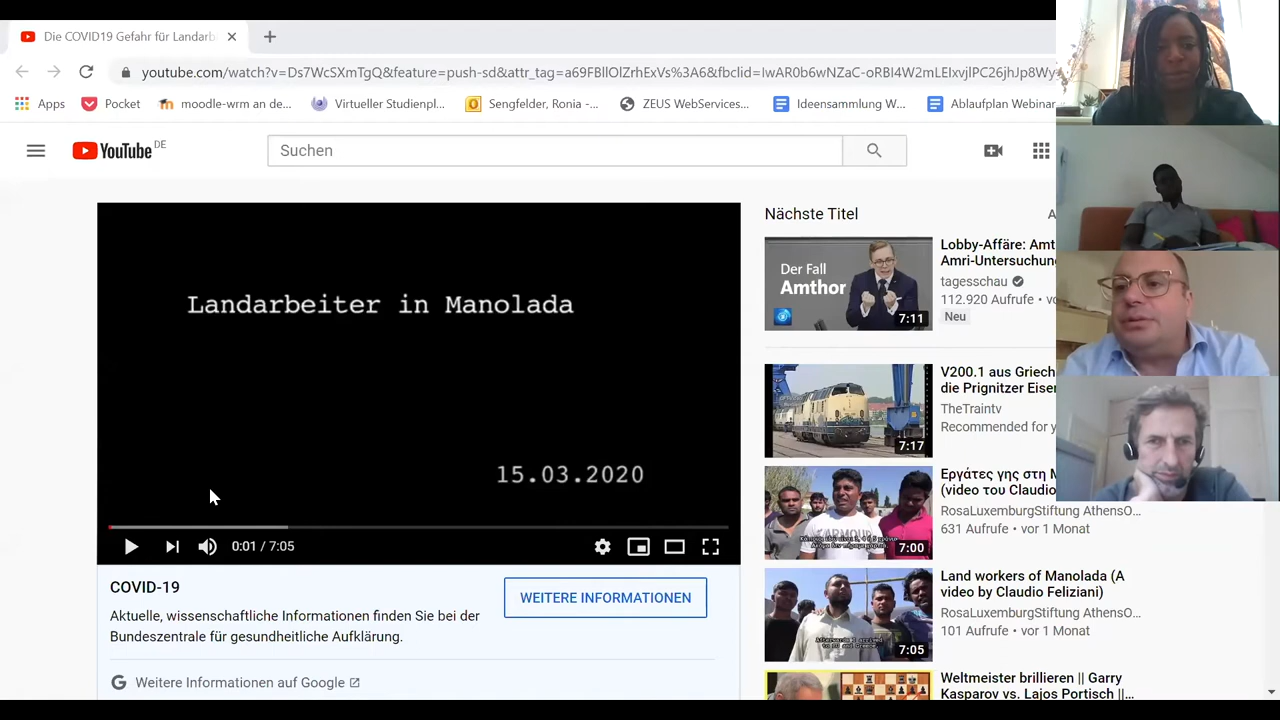 Die COVID19 Gefahr für Landarb
youtube.com/watch?v=Ds7WcSXmTgQ&feature=push-sd&attr_tag=a69FBllOlZrhExVs%3A6&fbclid=IwAR0b6wNZaC-oRBI4W2mLEIxvjlPC26jhJp8Wy
Apps Pocket moodle-wrm an de... Virtueller Studienpl... Sengfelder, Ronia -... ZEUS WebServices... Ideensammlung W... Ablaufplan Webinar
YouTube DE
Suchen
Landarbeiter in Manolada
15.03.2020
0:01 / 7:05
COVID-19
Aktuelle, wissenschaftliche Informationen finden Sie bei der
Bundeszentrale für gesundheitliche Aufklärung.
WEITERE INFORMATIONEN
Weitere Informationen auf Google
Nächste Titel
A
Der Fall
Amthor
7:11
Lobby-Affäre: Amt
Amri-Untersuchun
tagesschau
112.920 Aufrufe • vo
Neu
7:17
V200.1 aus Griech
die Prignitzer Eise
TheTraintv
Recommended for y
7:00
Εργάτες γης στη Μ
(video του Claudio
RosaLuxemburgStiftung AthensO...
631 Aufrufe • vor 1 Monat
7:05
Land workers of Manolada (A
video by Claudio Feliziani)
RosaLuxemburgStiftung AthensO...
101 Aufrufe • vor 1 Monat
Weltmeister brillieren || Garry
Kasparov vs. Lajos Portisch ||...